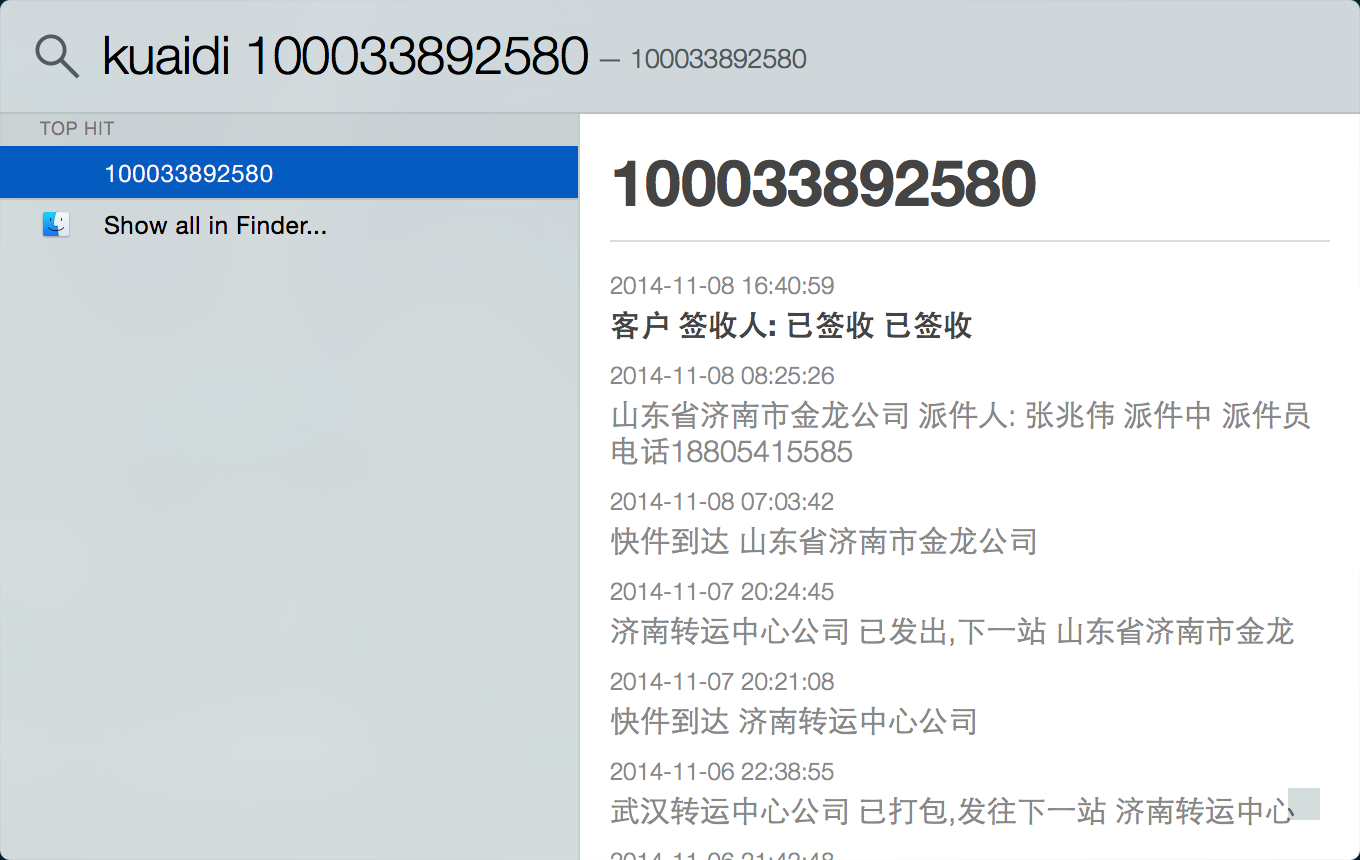 kuaidi 100033892580 — 100033892580
TOP HIT
100033892580
Show all in Finder...
100033892580
2014-11-08 16:40:59
客户 签收人: 已签收 已签收
2014-11-08 08:25:26
山东省济南市金龙公司 派件人: 张兆伟 派件中 派件员
电话18805415585
2014-11-08 07:03:42
快件到达 山东省济南市金龙公司
2014-11-07 20:24:45
济南转运中心公司 已发出,下一站 山东省济南市金龙
2014-11-07 20:21:08
快件到达 济南转运中心公司
2014-11-06 22:38:55
武汉转运中心公司 已打包,发往下一站 济南转运中心